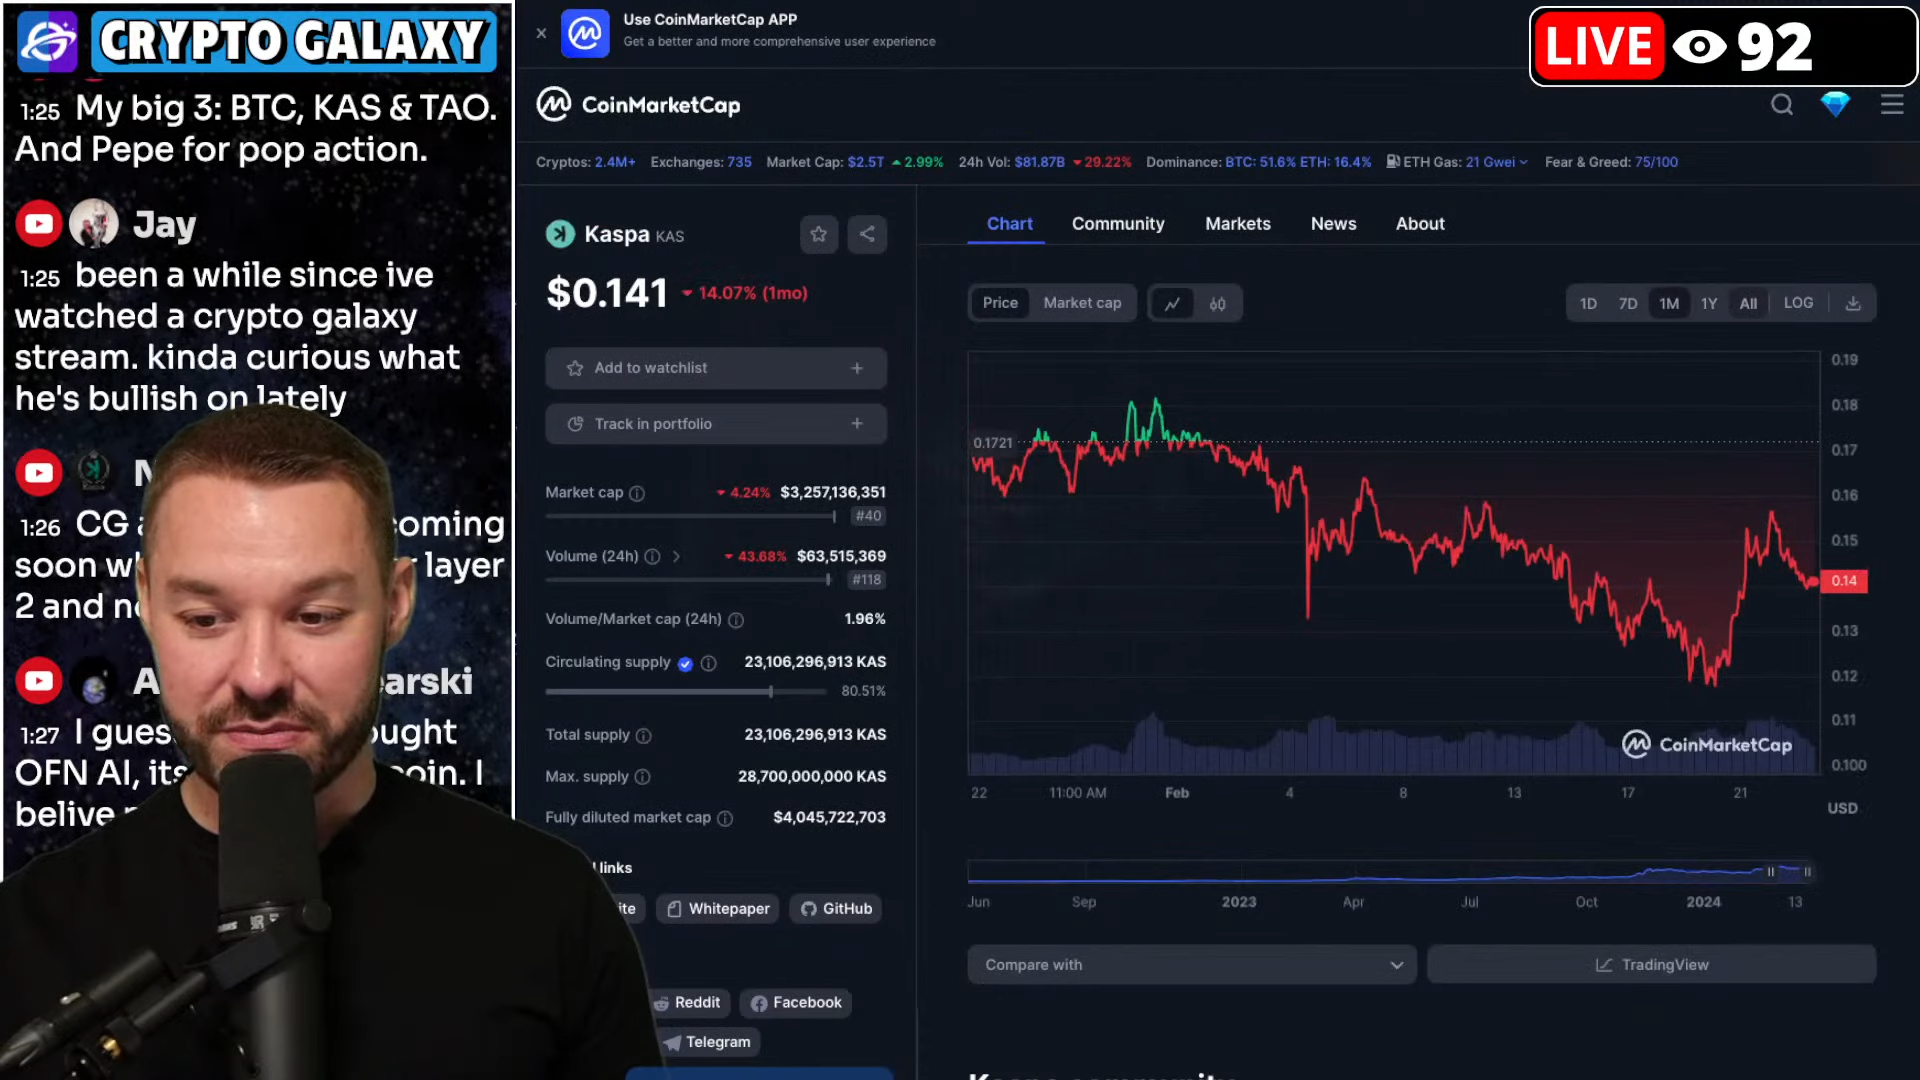 CRYPTO GALAXY
1:25 My big 3: BTC, KAS & TAO.
And Pepe for pop action.
Jay
1:25 been a while since ive
watched a crypto galaxy
stream. kinda curious what
he's bullish on lately
1:26 CG coming
soon layer
2 and
arski
1:27 I ought
OFN AI, its coin. I
belive
Use CoinMarketCap APP
Get a better and more comprehensive user experience
LIVE 92
CoinMarketCap
Cryptos: 2.4M+ Exchanges: 735 Market Cap: $2.5T 2.99% 24h Vol: $81.87B 29.22% Dominance: BTC: 51.6% ETH: 16.4% ETH Gas: 21 Gwei Fear & Greed: 75/100
Kaspa KAS
$0.141 14.07% (1mo)
Add to watchlist +
Track in portfolio +
Market cap 4.24% $3,257,136,351
#40
Volume (24h) 43.68% $63,515,369
#118
Volume/Market cap (24h) 1.96%
Circulating supply 23,106,296,913 KAS
80.51%
Total supply 23,106,296,913 KAS
Max. supply 28,700,000,000 KAS
Fully diluted market cap $4,045,722,703
links
Whitepaper GitHub
Reddit Facebook
Telegram
Chart Community Markets News About
Price Market cap 1D 7D 1M 1Y All LOG
0.19
0.18
0.1721
0.17
0.16
0.15
0.14
0.13
0.12
0.11
CoinMarketCap
0.100
22 11:00 AM Feb 4 8 13 17 21
USD
Jun Sep 2023 Apr Jul Oct 2024 13
Compare with TradingView
Kaspa community